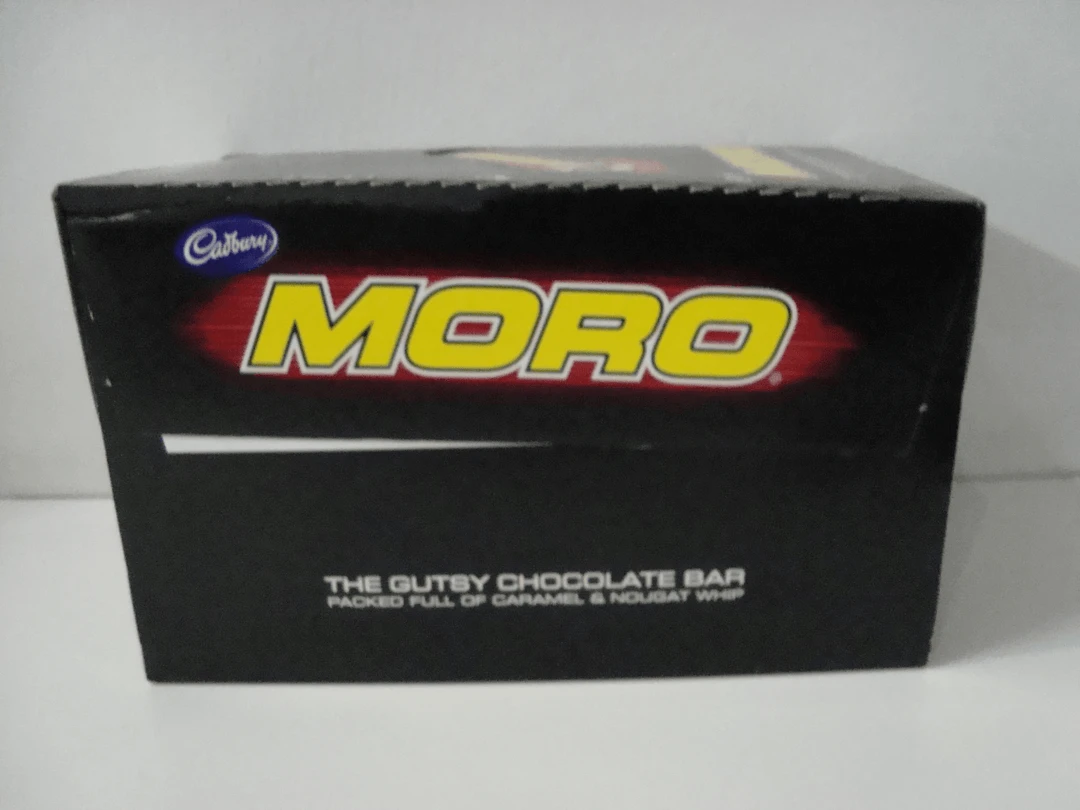 Cadbury
MORO
THE GUTSY CHOCOLATE BAR
PACKED FULL OF CARAMEL & NOUGAT WHIP